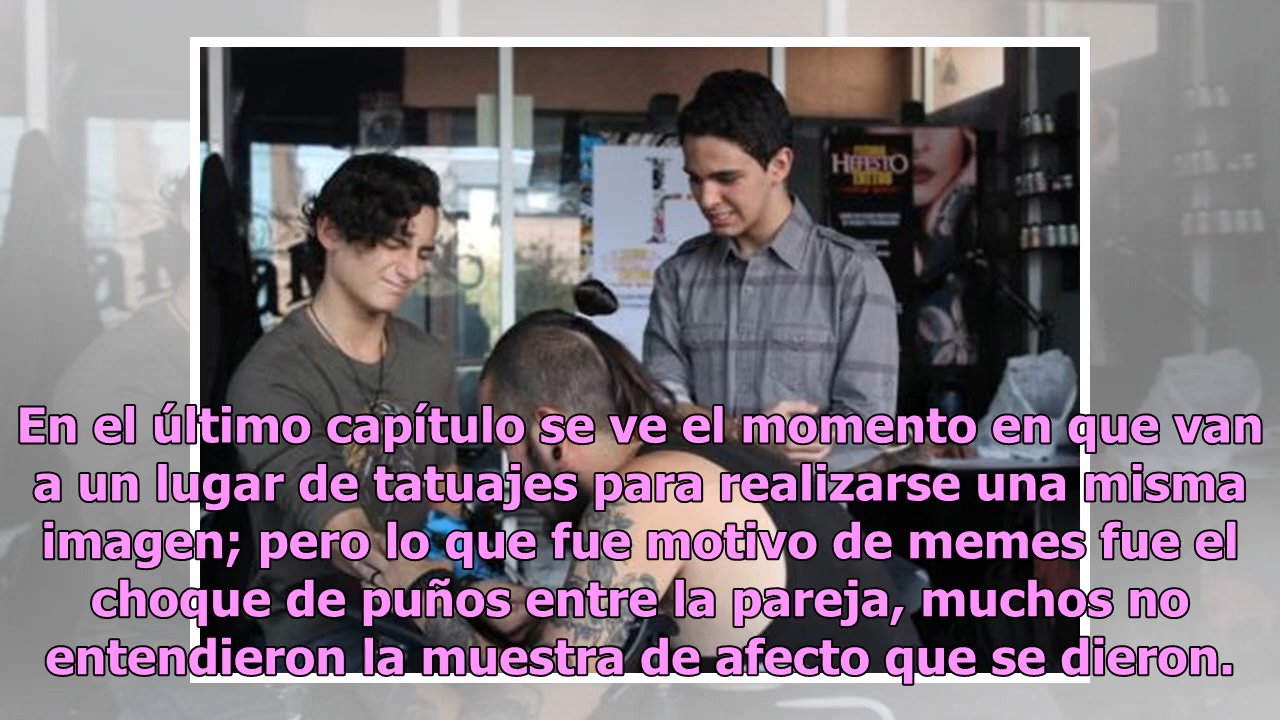 HEFESTO
TATTOO
En el último capítulo se ve el momento en que van
a un lugar de tatuajes para realizarse una misma
imagen; pero lo que fue motivo de memes fue el
choque de puños entre la pareja, muchos no
entendieron la muestra de afecto que se dieron.